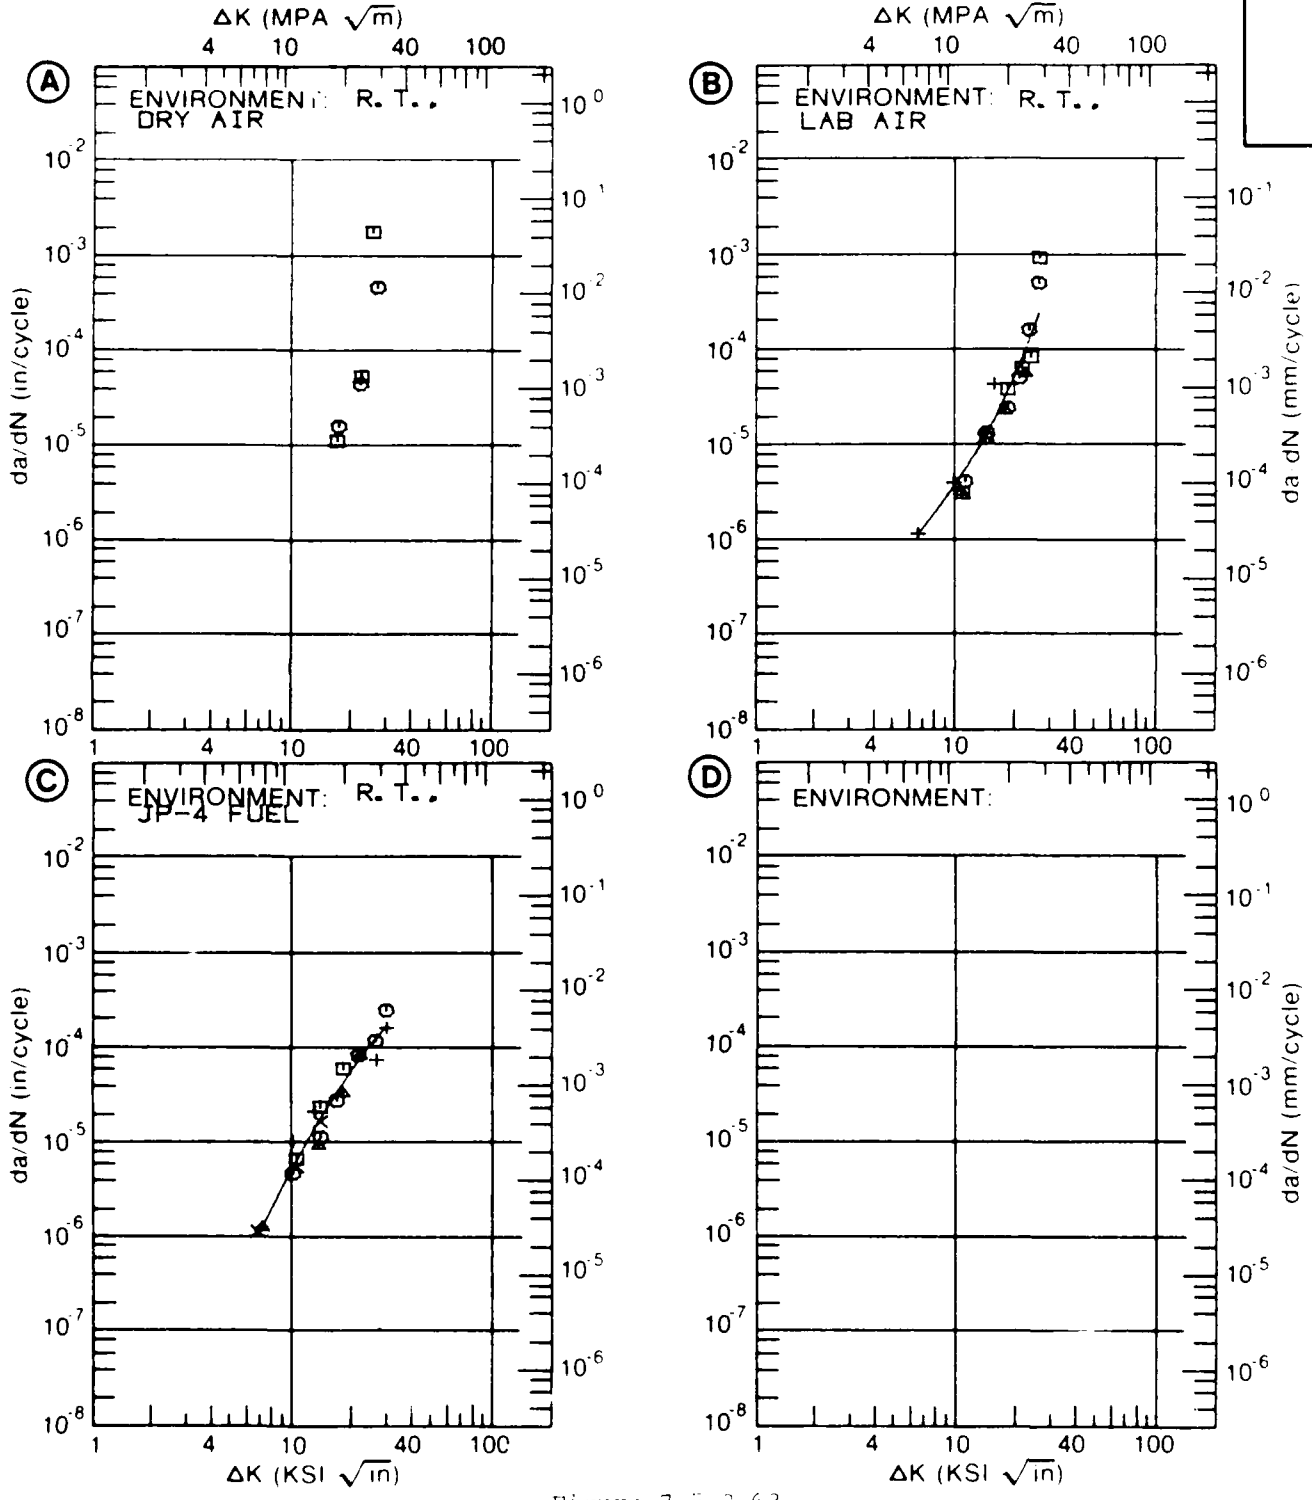 ΔK (MPA √m)
4 10 40 100
A
ENVIRONMENT: R.T.,
DRY AIR
da/dN (in/cycle)
10^-2
10^-3
10^-4
10^-5
10^-6
10^-7
10^-8
10^0
10^-1
10^-2
10^-3
10^-4
10^-5
10^-6
1 4 10 40 100
ΔK (MPA √m)
4 10 40 100
B
ENVIRONMENT: R.T.,
LAB AIR
10^-2
10^-3
10^-4
10^-5
10^-6
10^-7
10^-8
10^-1
10^-2
10^-3
10^-4
10^-5
10^-6
da dN (mm/cycle)
1 4 10 40 100
C
ENVIRONMENT: R.T.,
JP-4 FUEL
da/dN (in/cycle)
10^-2
10^-3
10^-4
10^-5
10^-6
10^-7
10^-8
10^0
10^-1
10^-2
10^-3
10^-4
10^-5
10^-6
1 4 10 40 100
ΔK (KSI √in)
D
ENVIRONMENT:
10^-2
10^-3
10^-4
10^-5
10^-6
10^-7
10^-8
10^0
10^-1
10^-2
10^-3
10^-4
10^-5
10^-6
da/dN (mm/cycle)
1 4 10 40 100
ΔK (KSI √in)